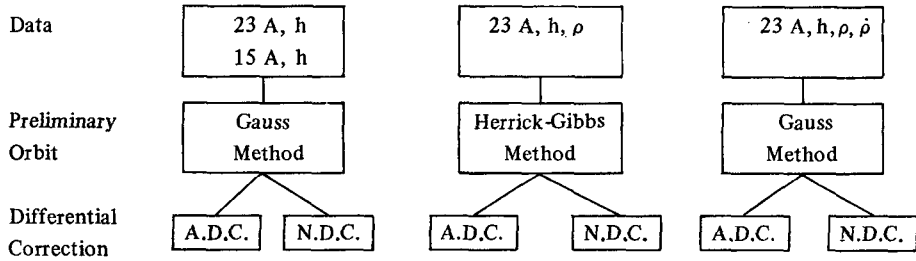 Data
23 A, h
15 A, h
23 A, h, ρ
23 A, h, ρ, ρ̇
Preliminary
Orbit
Gauss
Method
Herrick-Gibbs
Method
Gauss
Method
Differential
Correction
A.D.C.
N.D.C.
A.D.C.
N.D.C.
A.D.C.
N.D.C.